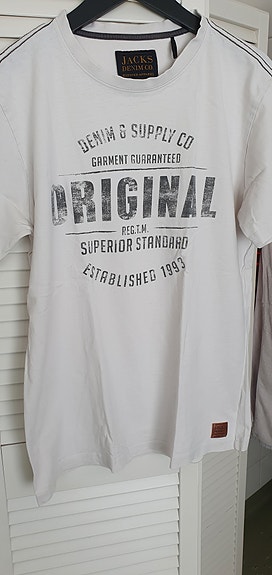 JACKS
DENIM CO.
DENIM & SUPPLY CO
GARMENT GUARANTEED
ORIGINAL
REG.T.M.
SUPERIOR STANDARD
ESTABLISHED 1993